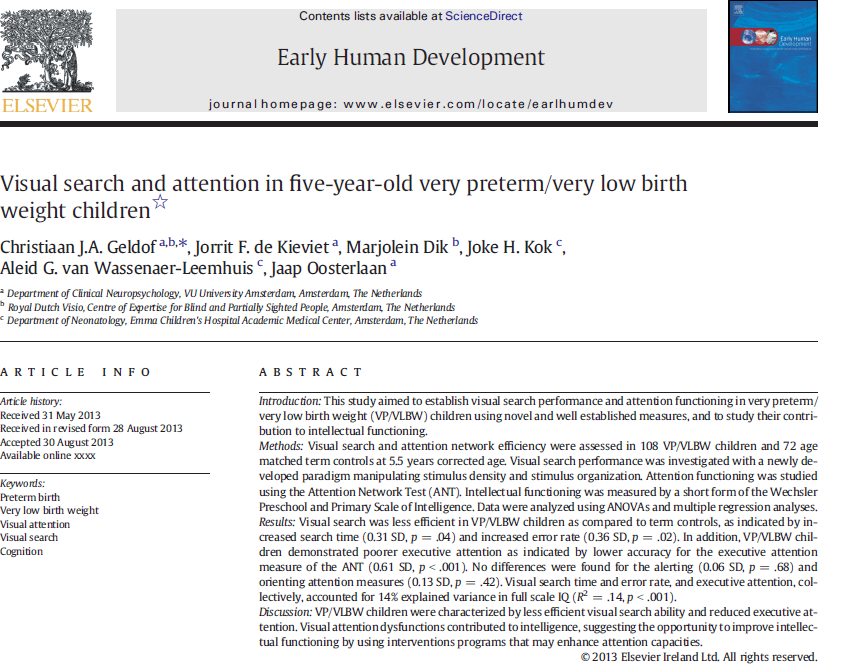 Contents lists available at ScienceDirect
Early Human Development
journal homepage: www.elsevier.com/locate/earlhumdev
ELSEVIER
Early Human
Development
Visual search and attention in five-year-old very preterm/very low birth
weight children☆
Christiaan J.A. Geldof a,b,*, Jorrit F. de Kieviet a, Marjolein Dik b, Joke H. Kok c,
Aleid G. van Wassenaer-Leemhuis c, Jaap Oosterlaan a
a Department of Clinical Neuropsychology, VU University Amsterdam, Amsterdam, The Netherlands
b Royal Dutch Visio, Centre of Expertise for Blind and Partially Sighted People, Amsterdam, The Netherlands
c Department of Neonatology, Emma Children's Hospital Academic Medical Center, Amsterdam, The Netherlands
ARTICLE INFO
Article history:
Received 31 May 2013
Received in revised form 28 August 2013
Accepted 30 August 2013
Available online xxxx
Keywords:
Preterm birth
Very low birth weight
Visual attention
Visual search
Cognition
ABSTRACT
Introduction: This study aimed to establish visual search performance and attention functioning in very preterm/
very low birth weight (VP/VLBW) children using novel and well established measures, and to study their contri-
bution to intellectual functioning.
Methods: Visual search and attention network efficiency were assessed in 108 VP/VLBW children and 72 age
matched term controls at 5.5 years corrected age. Visual search performance was investigated with a newly de-
veloped paradigm manipulating stimulus density and stimulus organization. Attention functioning was studied
using the Attention Network Test (ANT). Intellectual functioning was measured by a short form of the Wechsler
Preschool and Primary Scale of Intelligence. Data were analyzed using ANOVAs and multiple regression analyses.
Results: Visual search was less efficient in VP/VLBW children as compared to term controls, as indicated by in-
creased search time (0.31 SD, p = .04) and increased error rate (0.36 SD, p = .02). In addition, VP/VLBW chil-
dren demonstrated poorer executive attention as indicated by lower accuracy for the executive attention
measure of the ANT (0.61 SD, p < .001). No differences were found for the alerting (0.06 SD, p = .68) and
orienting attention measures (0.13 SD, p = .42). Visual search time and error rate, and executive attention, col-
lectively, accounted for 14% explained variance in full scale IQ (R² = .14, p < .001).
Discussion: VP/VLBW children were characterized by less efficient visual search ability and reduced executive at-
tention. Visual attention dysfunctions contributed to intelligence, suggesting the opportunity to improve intellec-
tual functioning by using interventions programs that may enhance attention capacities.
© 2013 Elsevier Ireland Ltd. All rights reserved.